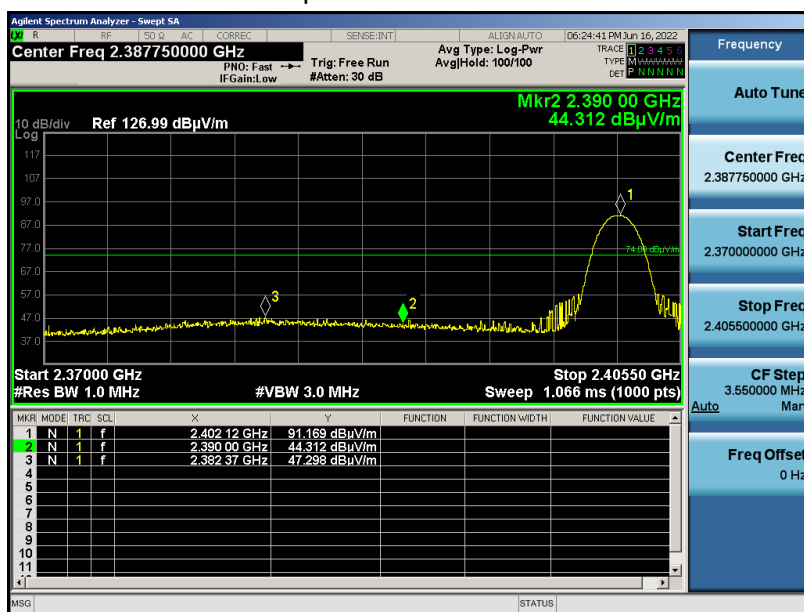 Agilent Spectrum Analyzer - Swept SA
LXI R RF 50 Ω AC CORREC SENSE:INT ALIGN AUTO 06:24:41 PM Jun 16, 2022
Center Freq 2.387750000 GHz
PNO: Fast
IFGain:Low
Trig: Free Run
#Atten: 30 dB
Avg Type: Log-Pwr
Avg|Hold: 100/100
TRACE 1 2 3 4 5 6
TYPE M
DET P N N N N N
Mkr2 2.390 00 GHz
44.312 dBµV/m
10 dB/div Ref 126.99 dBµV/m
Log
117
107
97.0
87.0
77.0
67.0
57.0
47.0
37.0
1
74.00 dBµV/m
3
2
Start 2.37000 GHz Stop 2.40550 GHz
#Res BW 1.0 MHz #VBW 3.0 MHz Sweep 1.066 ms (1000 pts)
MKR MODE TRC SCL X Y FUNCTION FUNCTION WIDTH FUNCTION VALUE
1 N 1 f 2.402 12 GHz 91.169 dBµV/m
2 N 1 f 2.390 00 GHz 44.312 dBµV/m
3 N 1 f 2.382 37 GHz 47.298 dBµV/m
4
5
6
7
8
9
10
11
MSG STATUS
Frequency
Auto Tune
Center Freq
2.387750000 GHz
Start Freq
2.370000000 GHz
Stop Freq
2.405500000 GHz
CF Step
3.550000 MHz
Auto Man
Freq Offset
0 Hz